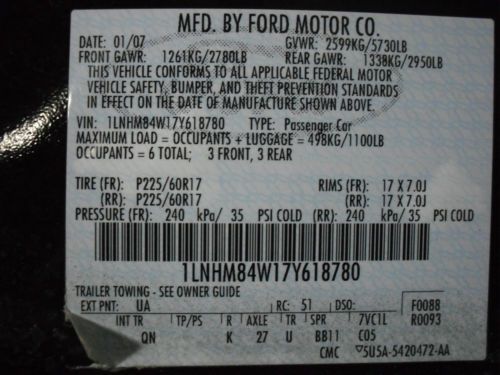 MFD. BY FORD MOTOR CO.
DATE: 01/07 GVWR: 2599KG/5730LB
FRONT GAWR: 1261KG/2780LB REAR GAWR: 1338KG/2950LB
THIS VEHICLE CONFORMS TO ALL APPLICABLE FEDERAL MOTOR
VEHICLE SAFETY, BUMPER, AND THEFT PREVENTION STANDARDS
IN EFFECT ON THE DATE OF MANUFACTURE SHOWN ABOVE.
VIN: 1LNHM84W17Y618780 TYPE: Passenger Car
MAXIMUM LOAD = OCCUPANTS + LUGGAGE = 498KG/1100LB
OCCUPANTS = 6 TOTAL; 3 FRONT, 3 REAR
TIRE (FR): P225/60R17 RIMS (FR): 17 X 7.0J
(RR): P225/60R17 (RR): 17 X 7.0J
PRESSURE (FR): 240 kPa/ 35 PSI COLD (RR): 240 kPa/ 35 PSI COLD
1LNHM84W17Y618780
TRAILER TOWING - SEE OWNER GUIDE
EXT PNT: UA RC: 51 DSO: F0088
INT TR TP/PS R AXLE TR SPR 7VC1L R0093
QN K 27 U BB11 C05
CMC ▽5U5A-5420472-AA